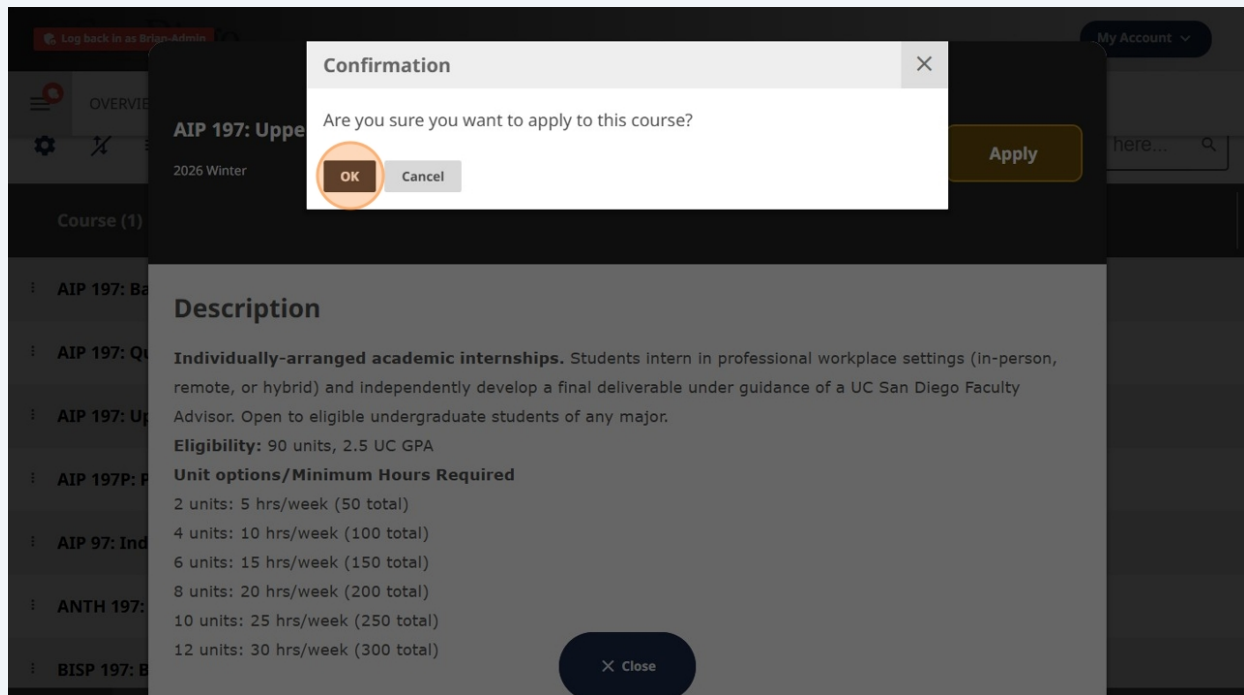 Log back in as Brian-Admin
My Account
Confirmation
OVERVIE
Are you sure you want to apply to this course?
AIP 197: Uppe
2026 Winter
OK
Cancel
Apply
here...
Course (1)
AIP 197: Ba
AIP 197: Qu
AIP 197: Up
AIP 197P: P
AIP 97: Ind
ANTH 197:
BISP 197: B
Description
Individually-arranged academic internships. Students intern in professional workplace settings (in-person,
remote, or hybrid) and independently develop a final deliverable under guidance of a UC San Diego Faculty
Advisor. Open to eligible undergraduate students of any major.
Eligibility: 90 units, 2.5 UC GPA
Unit options/Minimum Hours Required
2 units: 5 hrs/week (50 total)
4 units: 10 hrs/week (100 total)
6 units: 15 hrs/week (150 total)
8 units: 20 hrs/week (200 total)
10 units: 25 hrs/week (250 total)
12 units: 30 hrs/week (300 total)
Close